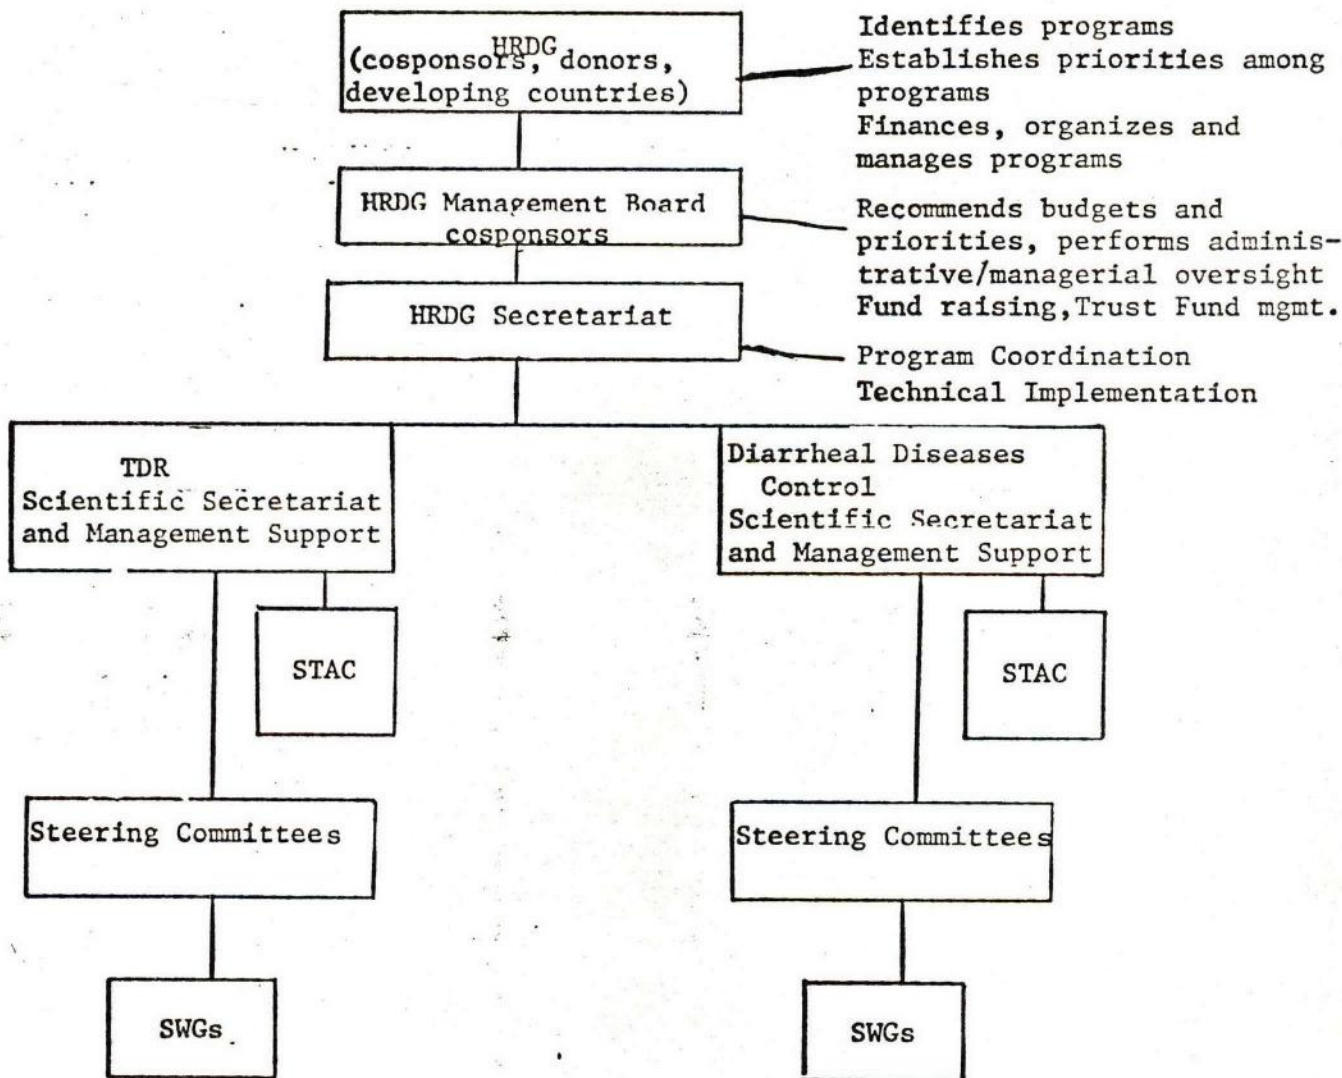 HRDG
(cosponsors, donors,
developing countries)
Identifies programs
Establishes priorities among
programs
Finances, organizes and
manages programs
HRDG Management Board
cosponsors
Recommends budgets and
priorities, performs adminis-
trative/managerial oversight
Fund raising,Trust Fund mgmt.
HRDG Secretariat
Program Coordination
Technical Implementation
TDR
Scientific Secretariat
and Management Support
Diarrheal Diseases
Control
Scientific Secretariat
and Management Support
STAC
STAC
Steering Committees
Steering Committees
SWGs
SWGs